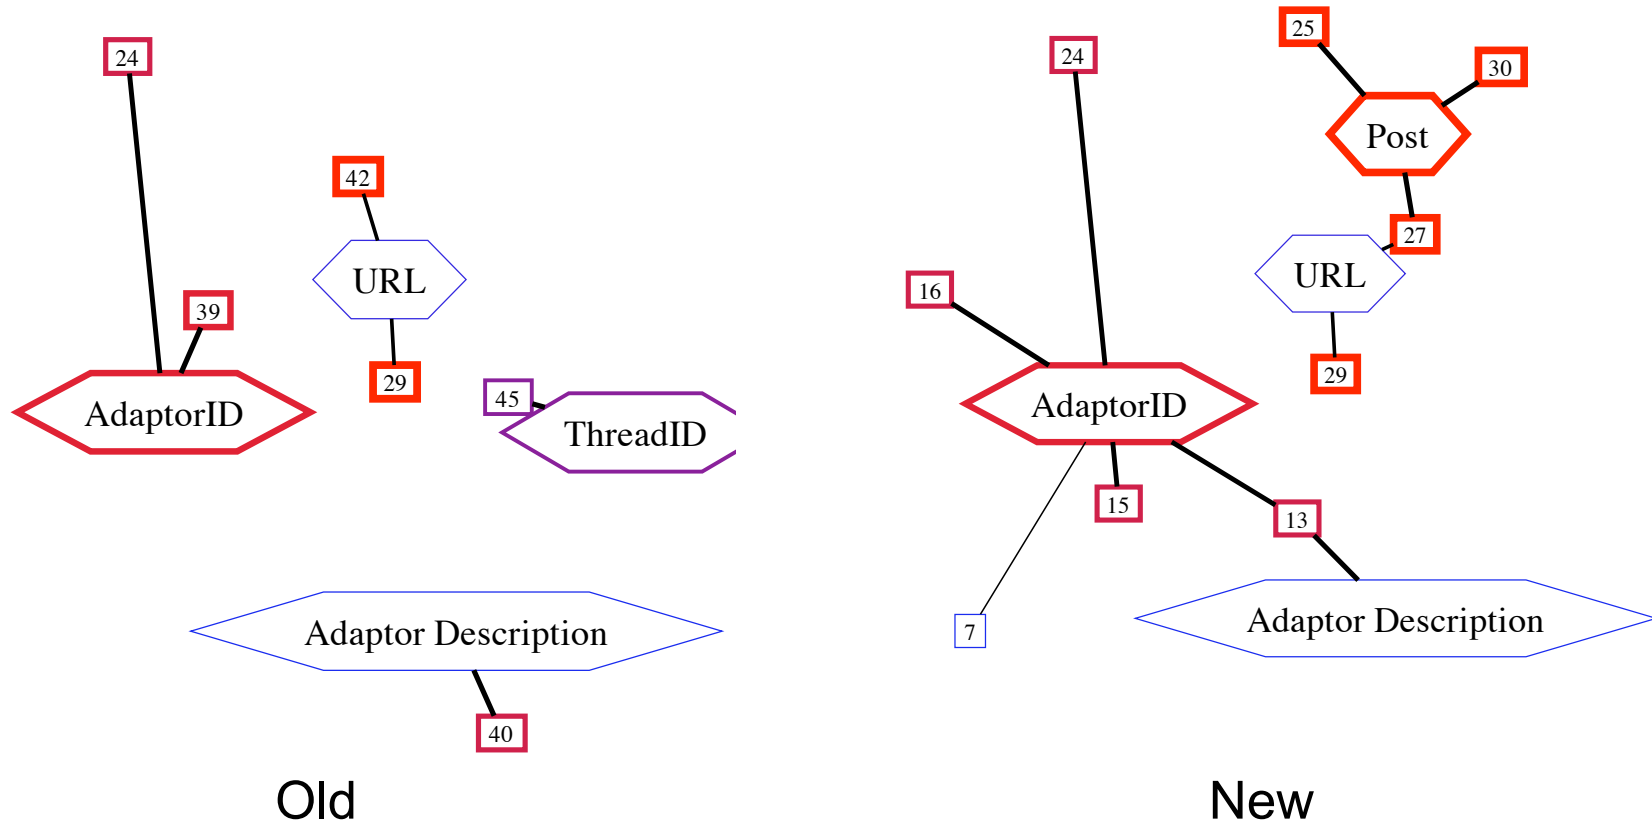 24
42
URL
39
29
AdaptorID
45
ThreadID
Adaptor Description
40
Old
25
24
30
Post
27
16
URL
29
AdaptorID
15
13
7
Adaptor Description
New